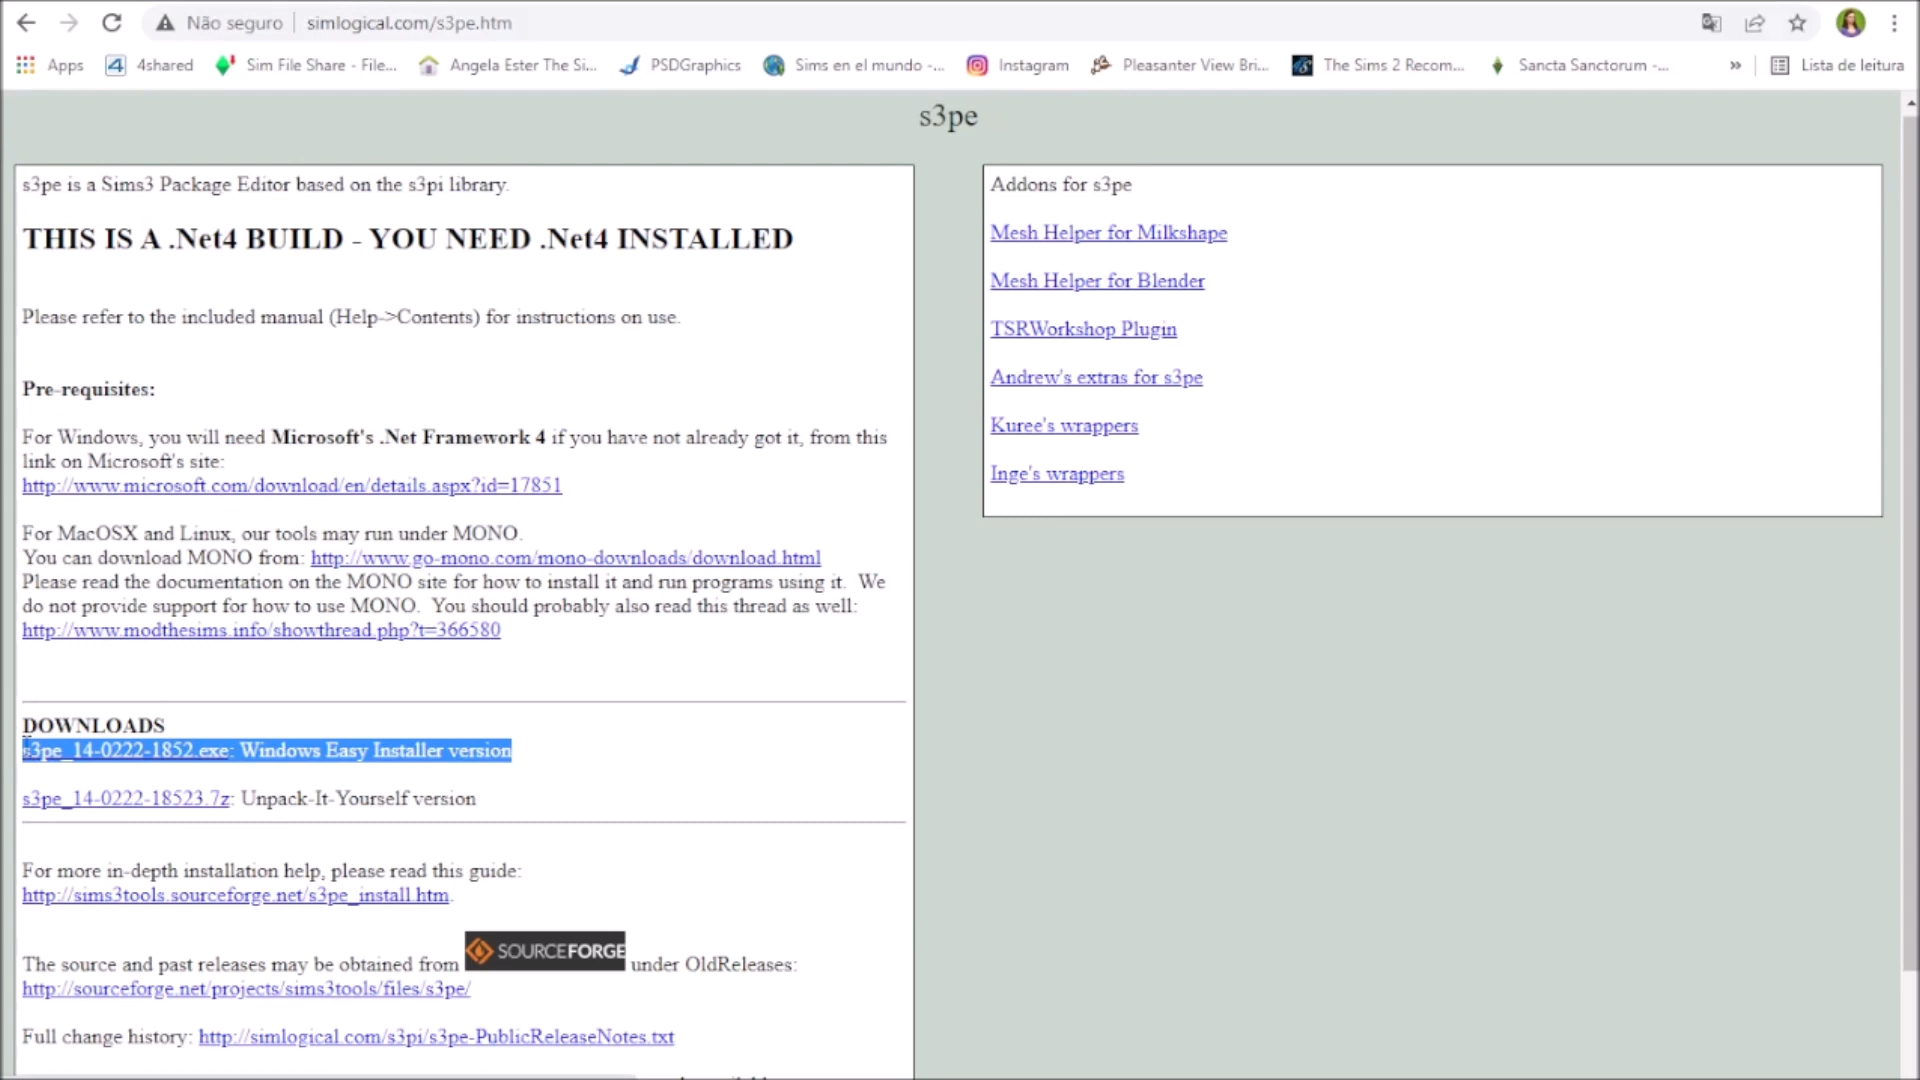 Não seguro simlogical.com/s3pe.htm
Apps 4shared Sim File Share - File... Angela Ester The Si... PSDGraphics Sims en el mundo -... Instagram Pleasanter View Bri... The Sims 2 Recom... Sancta Sanctorum -... » Lista de leitura
s3pe
s3pe is a Sims3 Package Editor based on the s3pi library.
THIS IS A .Net4 BUILD - YOU NEED .Net4 INSTALLED
Please refer to the included manual (Help->Contents) for instructions on use.
Pre-requisites:
For Windows, you will need Microsoft's .Net Framework 4 if you have not already got it, from this
link on Microsoft's site:
http://www.microsoft.com/download/en/details.aspx?id=17851
For MacOSX and Linux, our tools may run under MONO.
You can download MONO from: http://www.go-mono.com/mono-downloads/download.html
Please read the documentation on the MONO site for how to install it and run programs using it. We
do not provide support for how to use MONO. You should probably also read this thread as well:
http://www.modthesims.info/showthread.php?t=366580
DOWNLOADS
s3pe_14-0222-1852.exe: Windows Easy Installer version
s3pe_14-0222-18523.7z: Unpack-It-Yourself version
For more in-depth installation help, please read this guide:
http://sims3tools.sourceforge.net/s3pe_install.htm.
The source and past releases may be obtained from SOURCEFORGE under OldReleases:
http://sourceforge.net/projects/sims3tools/files/s3pe/
Full change history: http://simlogical.com/s3pi/s3pe-PublicReleaseNotes.txt
Addons for s3pe
Mesh Helper for Milkshape
Mesh Helper for Blender
TSRWorkshop Plugin
Andrew's extras for s3pe
Kuree's wrappers
Inge's wrappers